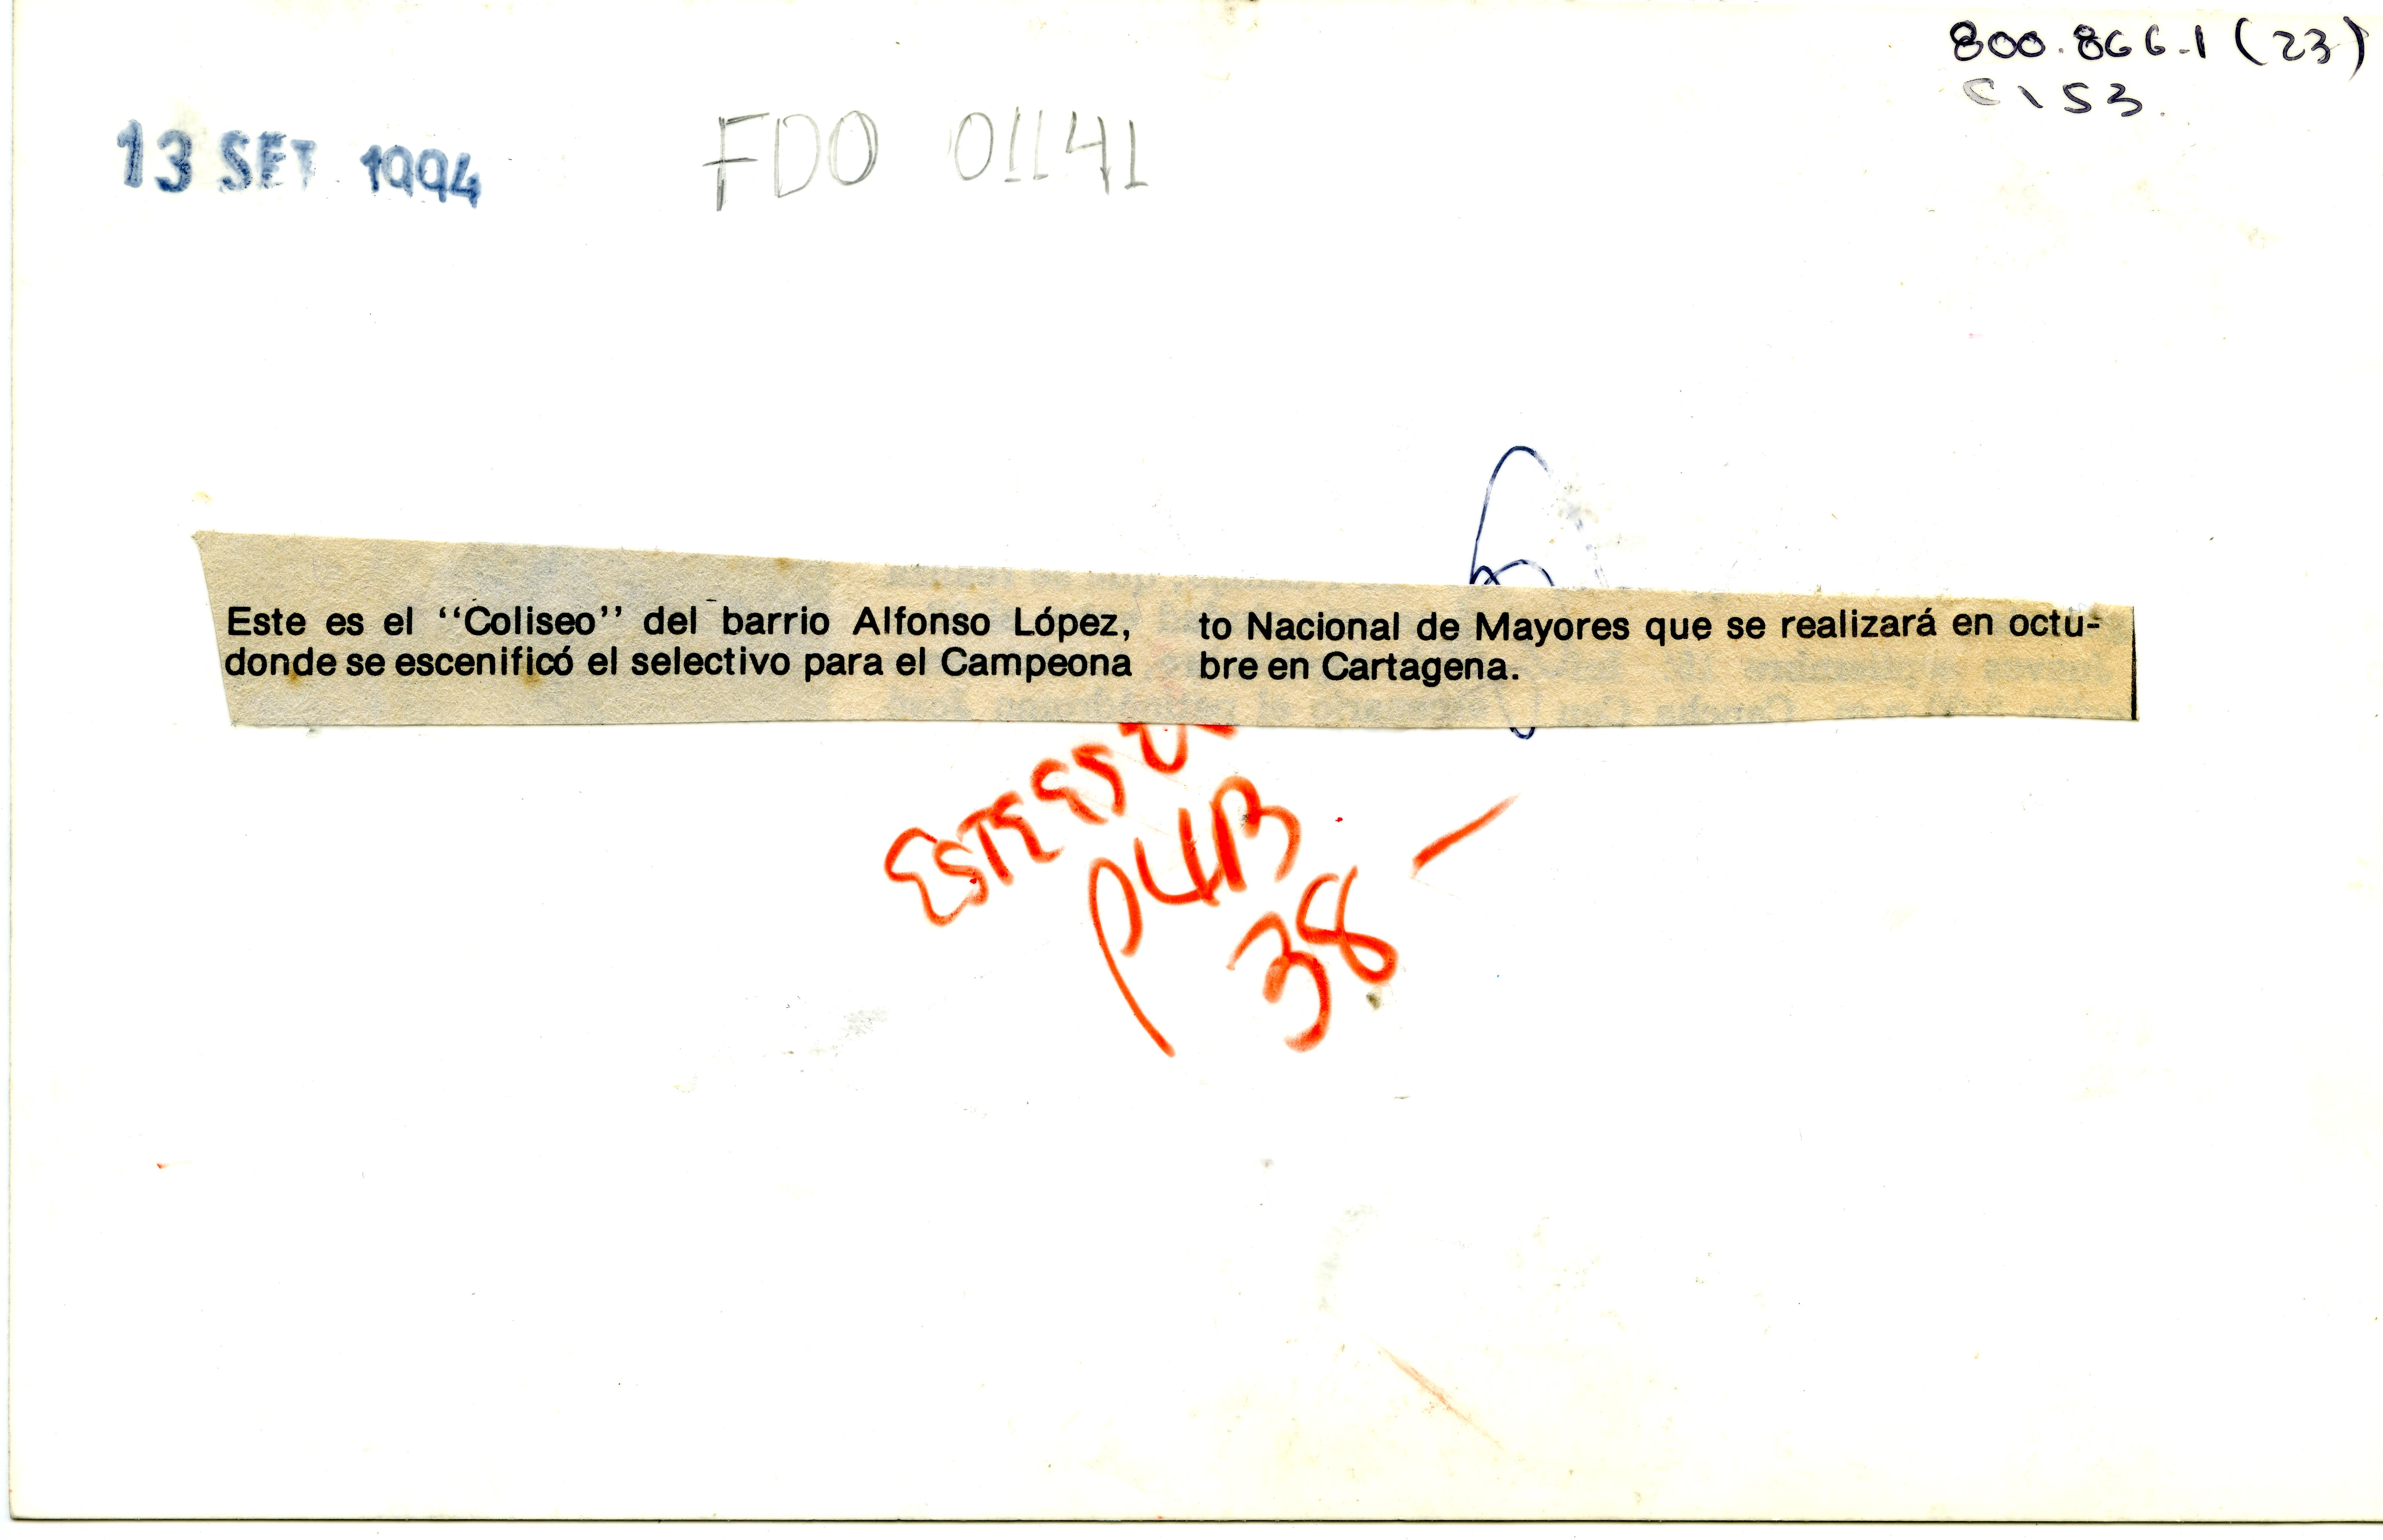 800.866.1 (23)
C153.
13 SET 1994
FDO 01141
Este es el “Coliseo” del barrio Alfonso López,
donde se escenificó el selectivo para el Campeona
to Nacional de Mayores que se realizará en octu-
bre en Cartagena.
ESTE ES
PUB
38 -